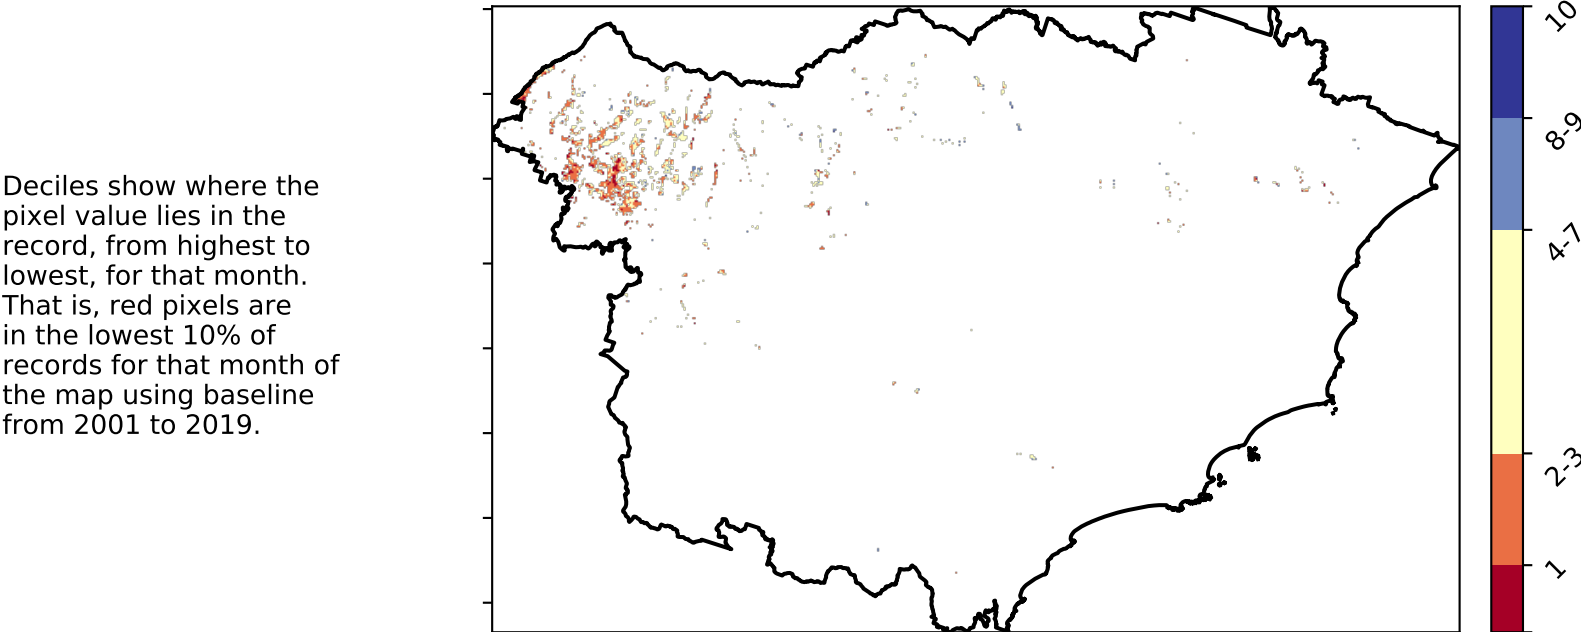 Deciles show where the
pixel value lies in the
record, from highest to
lowest, for that month.
That is, red pixels are
in the lowest 10% of
records for that month of
the map using baseline
from 2001 to 2019.
10
8-9
4-7
2-3
1